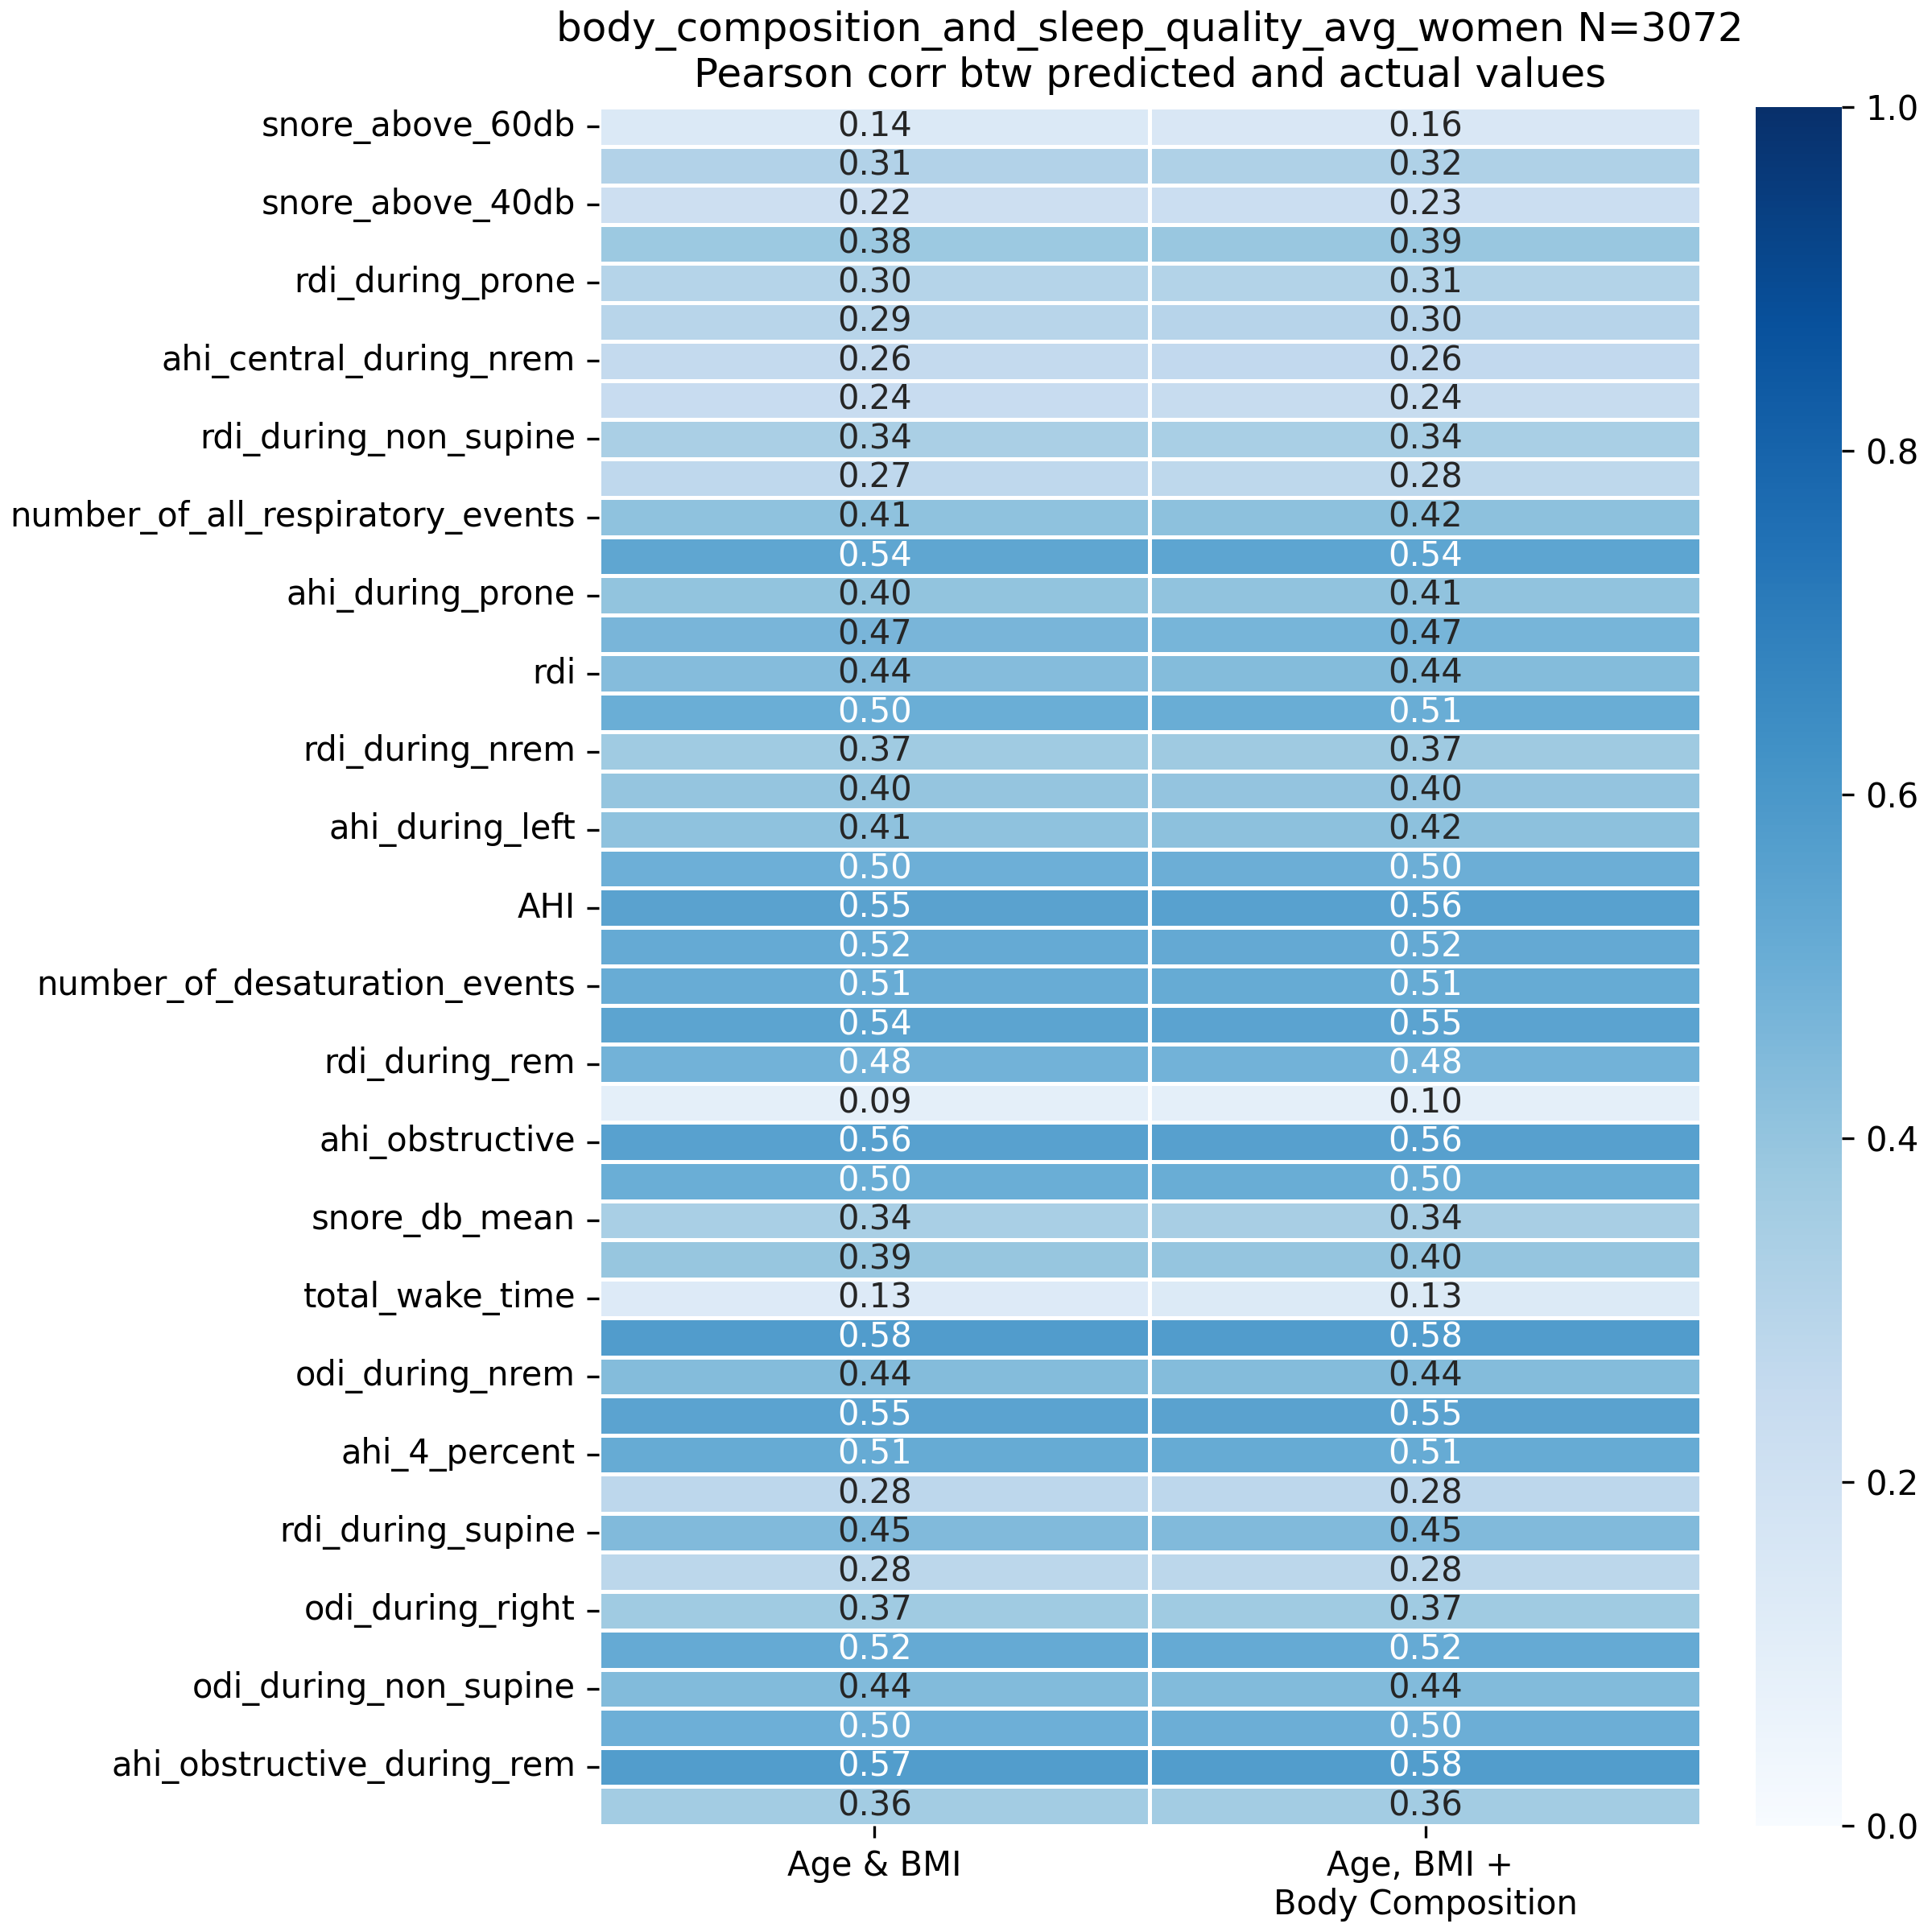 body_composition_and_sleep_quality_avg_women N=3072
Pearson corr btw predicted and actual values
snore_above_60db 0.14 0.16
0.31 0.32
snore_above_40db 0.22 0.23
0.38 0.39
rdi_during_prone 0.30 0.31
0.29 0.30
ahi_central_during_nrem 0.26 0.26
0.24 0.24
rdi_during_non_supine 0.34 0.34
0.27 0.28
number_of_all_respiratory_events 0.41 0.42
0.54 0.54
ahi_during_prone 0.40 0.41
0.47 0.47
rdi 0.44 0.44
0.50 0.51
rdi_during_nrem 0.37 0.37
0.40 0.40
ahi_during_left 0.41 0.42
0.50 0.50
AHI 0.55 0.56
0.52 0.52
number_of_desaturation_events 0.51 0.51
0.54 0.55
rdi_during_rem 0.48 0.48
0.09 0.10
ahi_obstructive 0.56 0.56
0.50 0.50
snore_db_mean 0.34 0.34
0.39 0.40
total_wake_time 0.13 0.13
0.58 0.58
odi_during_nrem 0.44 0.44
0.55 0.55
ahi_4_percent 0.51 0.51
0.28 0.28
rdi_during_supine 0.45 0.45
0.28 0.28
odi_during_right 0.37 0.37
0.52 0.52
odi_during_non_supine 0.44 0.44
0.50 0.50
ahi_obstructive_during_rem 0.57 0.58
0.36 0.36
Age & BMI
Age, BMI +
Body Composition
1.0
0.8
0.6
0.4
0.2
0.0